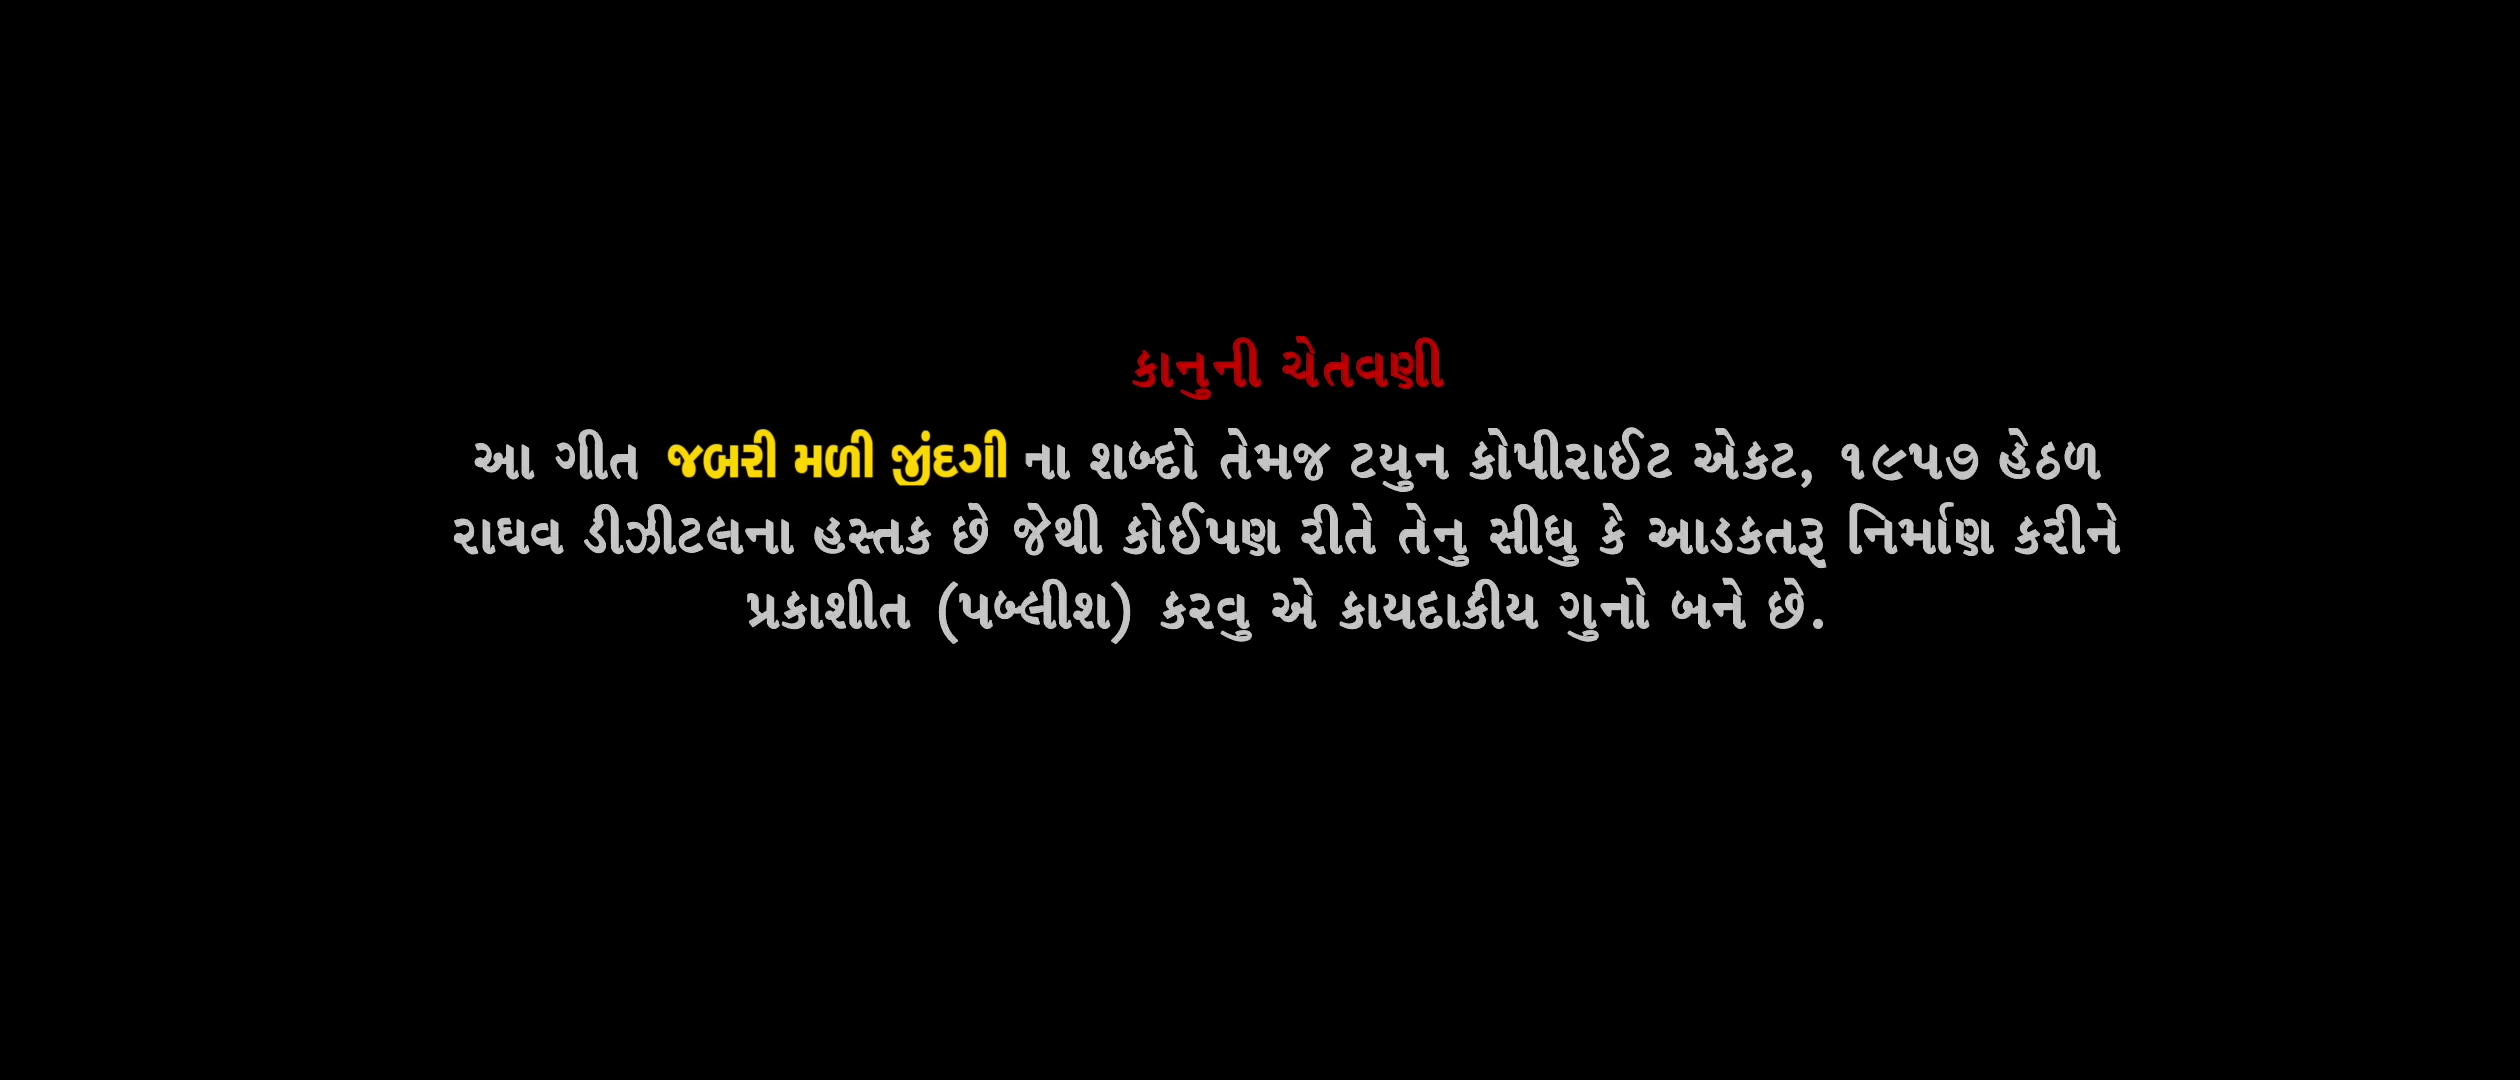 કાનુની ચેતવણી
આ ગીત જબરી મળી જીંદગી ના શબ્દો તેમજ ટયુન કોપીરાઈટ એકટ, ૧૯૫૭ હેઠળ
રાઘવ ડીઝીટલના હસ્તક છે જેથી કોઈપણ રીતે તેનુ સીધુ કે આડકતરૂ નિર્માણ કરીને
પ્રકાશીત (પબ્લીશ) કરવુ એ કાયદાકીય ગુનો બને છે.